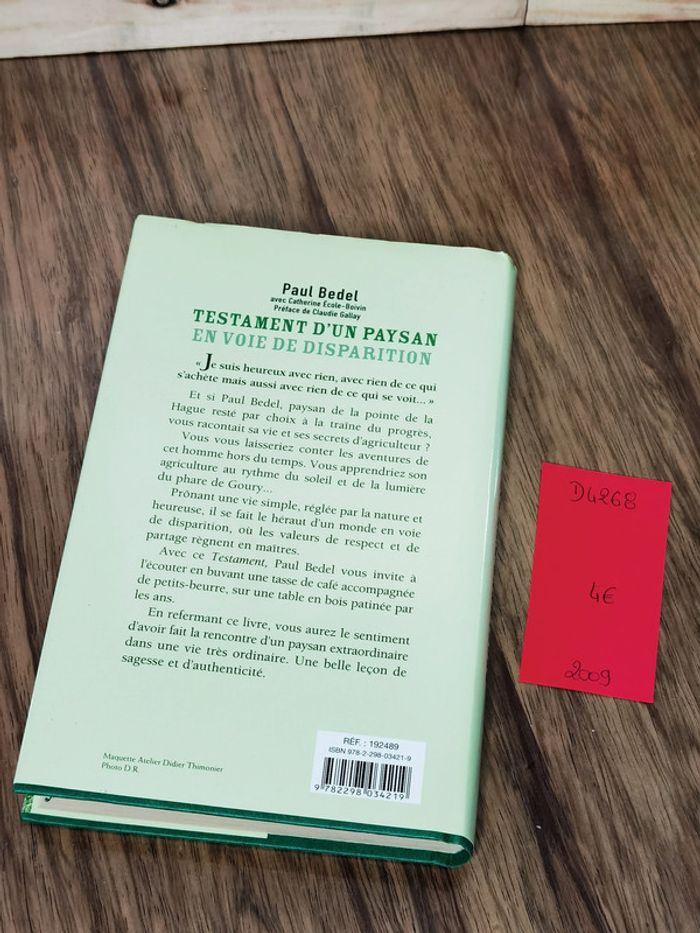 Paul Bedel
avec Catherine École-Boivin
Préface de Claudie Gallay
TESTAMENT D'UN PAYSAN
EN VOIE DE DISPARITION
« Je suis heureux avec rien, avec rien de ce qui
s'achète mais aussi avec rien de ce qui se voit... »
Et si Paul Bedel, paysan de la pointe de la
Hague resté par choix à la traîne du progrès,
vous racontait sa vie et ses secrets d'agriculteur ?
Vous vous laisseriez conter les aventures de
cet homme hors du temps. Vous apprendriez son
agriculture au rythme du soleil et de la lumière
du phare de Goury...
Prônant une vie simple, réglée par la nature et
heureuse, il se fait le héraut d'un monde en voie
de disparition, où les valeurs de respect et de
partage règnent en maîtres.
Avec ce Testament, Paul Bedel vous invite à
l'écouter en buvant une tasse de café accompagnée
de petits-beurre, sur une table en bois patinée par
les ans.
En refermant ce livre, vous aurez le sentiment
d'avoir fait la rencontre d'un paysan extraordinaire
dans une vie très ordinaire. Une belle leçon de
sagesse et d'authenticité.
Maquette Atelier Didier Thimonier
Photo D.R.
RÉF. : 192489
ISBN 978-2-298-03421-9
9 782298 034219
D4268
4€
2009